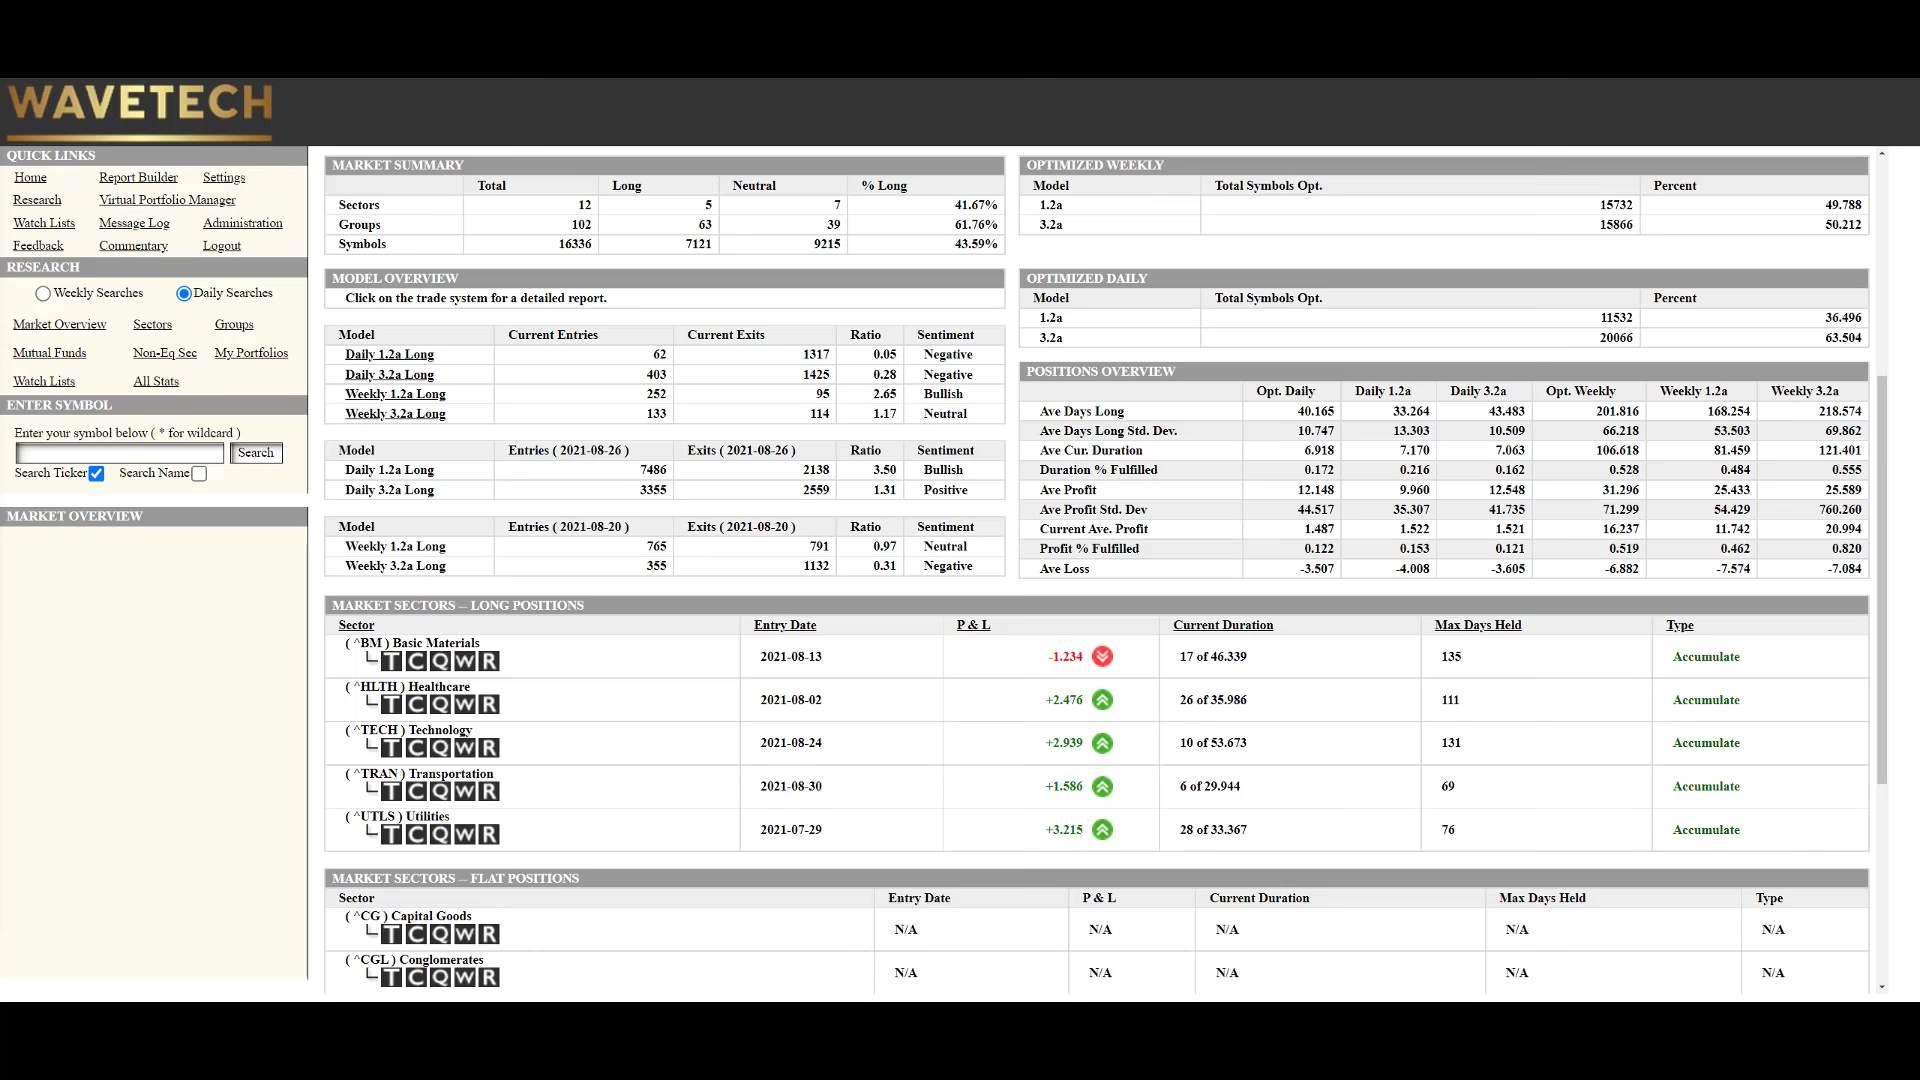 WAVETECH
QUICK LINKS
Home Report Builder Settings
Research Virtual Portfolio Manager
Watch Lists Message Log Administration
Feedback Commentary Logout
RESEARCH
Weekly Searches Daily Searches
Market Overview Sectors Groups
Mutual Funds Non-Eq Sec My Portfolios
Watch Lists All Stats
ENTER SYMBOL
Enter your symbol below ( * for wildcard )
Search
Search Ticker Search Name
MARKET OVERVIEW
MARKET SUMMARY
Total Long Neutral % Long
Sectors 12 5 7 41.67%
Groups 102 63 39 61.76%
Symbols 16336 7121 9215 43.59%
MODEL OVERVIEW
Click on the trade system for a detailed report.
Model Current Entries Current Exits Ratio Sentiment
Daily 1.2a Long 62 1317 0.05 Negative
Daily 3.2a Long 403 1425 0.28 Negative
Weekly 1.2a Long 252 95 2.65 Bullish
Weekly 3.2a Long 133 114 1.17 Neutral
Model Entries ( 2021-08-26 ) Exits ( 2021-08-26 ) Ratio Sentiment
Daily 1.2a Long 7486 2138 3.50 Bullish
Daily 3.2a Long 3355 2559 1.31 Positive
Model Entries ( 2021-08-20 ) Exits ( 2021-08-20 ) Ratio Sentiment
Weekly 1.2a Long 765 791 0.97 Neutral
Weekly 3.2a Long 355 1132 0.31 Negative
OPTIMIZED WEEKLY
Model Total Symbols Opt. Percent
1.2a 15732 49.788
3.2a 15866 50.212
OPTIMIZED DAILY
Model Total Symbols Opt. Percent
1.2a 11532 36.496
3.2a 20066 63.504
POSITIONS OVERVIEW
Opt. Daily Daily 1.2a Daily 3.2a Opt. Weekly Weekly 1.2a Weekly 3.2a
Ave Days Long 40.165 33.264 43.483 201.816 168.254 218.574
Ave Days Long Std. Dev. 10.747 13.303 10.509 66.218 53.503 69.862
Ave Cur. Duration 6.918 7.170 7.063 106.618 81.459 121.401
Duration % Fulfilled 0.172 0.216 0.162 0.528 0.484 0.555
Ave Profit 12.148 9.960 12.548 31.296 25.433 25.589
Ave Profit Std. Dev 44.517 35.307 41.735 71.299 54.429 760.260
Current Ave. Profit 1.487 1.522 1.521 16.237 11.742 20.994
Profit % Fulfilled 0.122 0.153 0.121 0.519 0.462 0.820
Ave Loss -3.507 -4.008 -3.605 -6.882 -7.574 -7.084
MARKET SECTORS -- LONG POSITIONS
Sector Entry Date P & L Current Duration Max Days Held Type
( ^BM ) Basic Materials
T C Q W R 2021-08-13 -1.234 17 of 46.339 135 Accumulate
( ^HLTH ) Healthcare
T C Q W R 2021-08-02 +2.476 26 of 35.986 111 Accumulate
( ^TECH ) Technology
T C Q W R 2021-08-24 +2.939 10 of 53.673 131 Accumulate
( ^TRAN ) Transportation
T C Q W R 2021-08-30 +1.586 6 of 29.944 69 Accumulate
( ^UTLS ) Utilities
T C Q W R 2021-07-29 +3.215 28 of 33.367 76 Accumulate
MARKET SECTORS -- FLAT POSITIONS
Sector Entry Date P & L Current Duration Max Days Held Type
( ^CG ) Capital Goods
T C Q W R N/A N/A N/A N/A N/A
( ^CGL ) Conglomerates
T C Q W R N/A N/A N/A N/A N/A